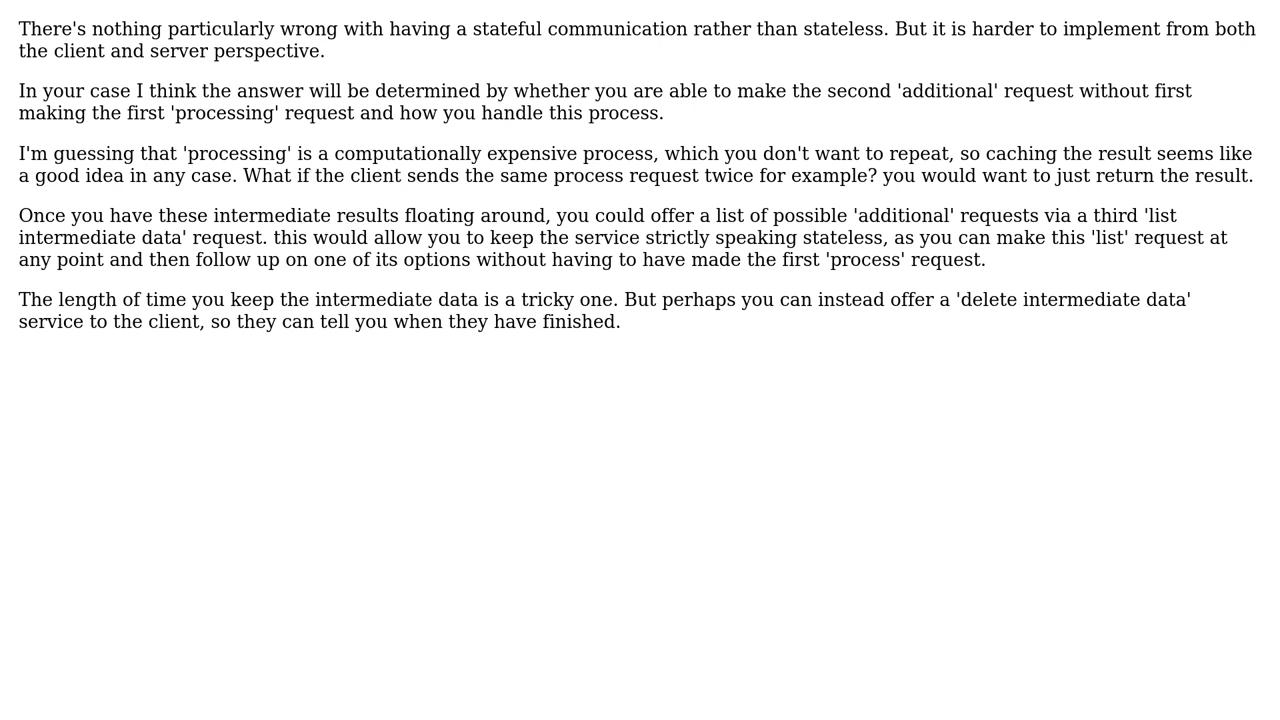 There's nothing particularly wrong with having a stateful communication rather than stateless. But it is harder to implement from both
the client and server perspective.
In your case I think the answer will be determined by whether you are able to make the second 'additional' request without first
making the first 'processing' request and how you handle this process.
I'm guessing that 'processing' is a computationally expensive process, which you don't want to repeat, so caching the result seems like
a good idea in any case. What if the client sends the same process request twice for example? you would want to just return the result.
Once you have these intermediate results floating around, you could offer a list of possible 'additional' requests via a third 'list
intermediate data' request. this would allow you to keep the service strictly speaking stateless, as you can make this 'list' request at
any point and then follow up on one of its options without having to have made the first 'process' request.
The length of time you keep the intermediate data is a tricky one. But perhaps you can instead offer a 'delete intermediate data'
service to the client, so they can tell you when they have finished.